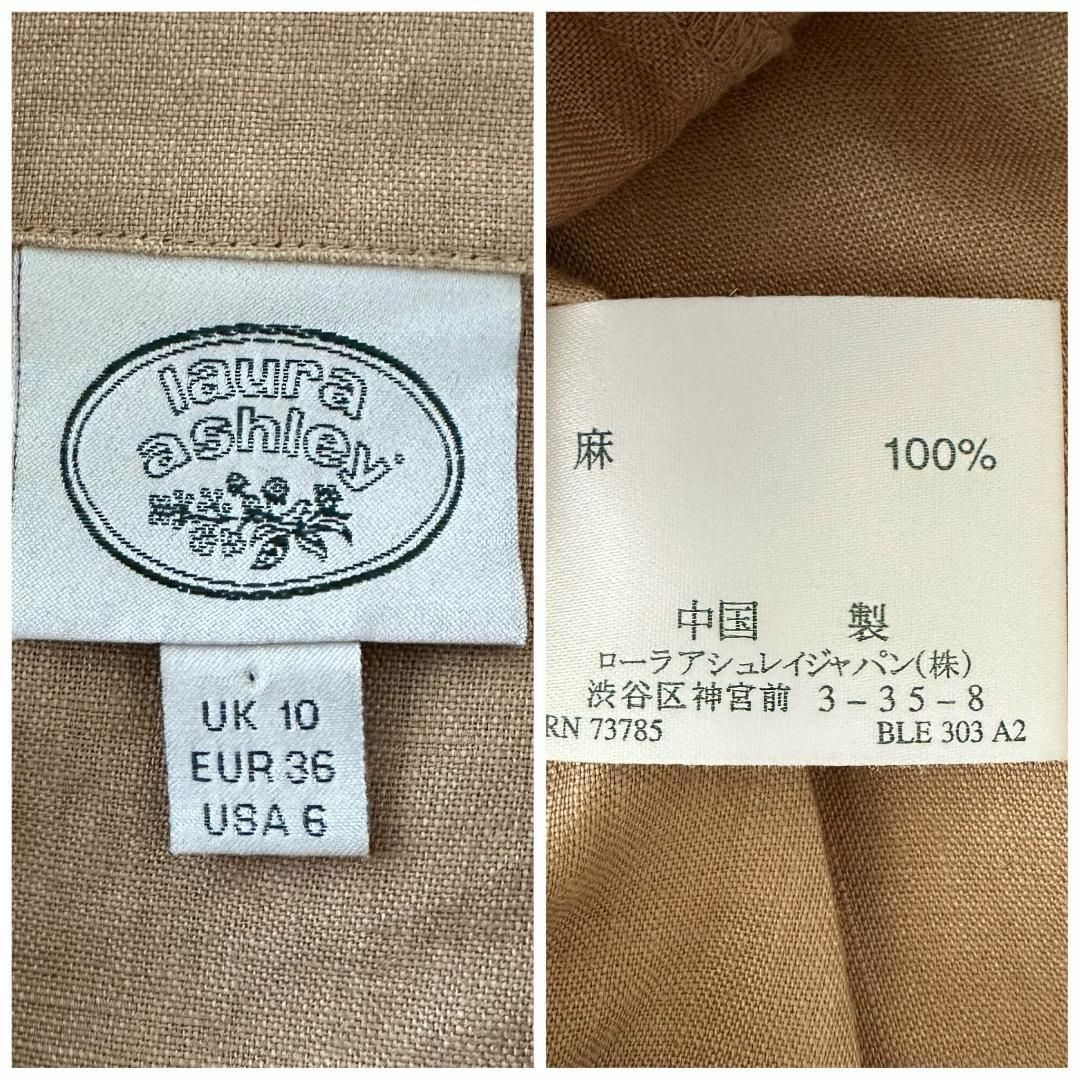 laura
ashley
UK 10
EUR 36
USA 6
麻 100%
中国 製
ローラアシュレイジャパン(株)
渋谷区神宮前 3-35-8
RN 73785 BLE 303 A2